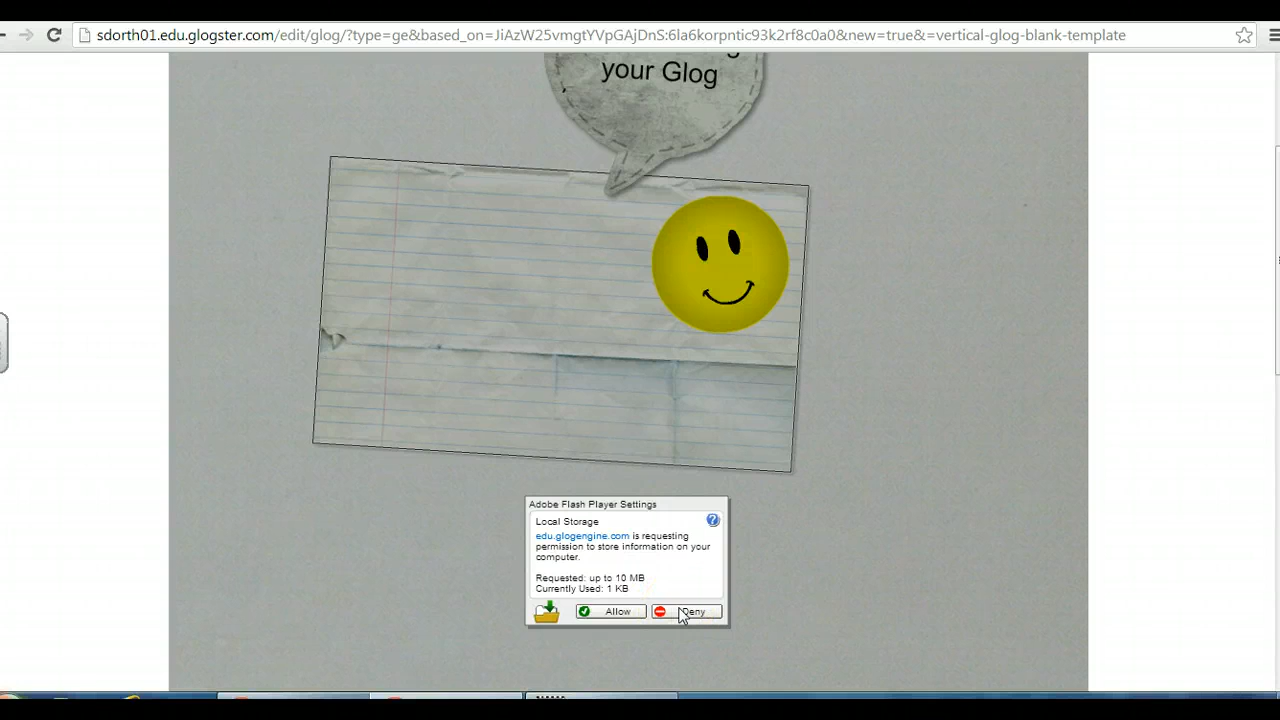 sdorth01.edu.glogster.com/edit/glog/?type=ge&based_on=JiAzW25vmgtYVPGAjDnS:6la6korpntic93k2rf8c0a0&new=true&=vertical-glog-blank-template
your Glog
Adobe Flash Player Settings
Local Storage
edu.glogengine.com is requesting
permission to store information on your
computer.
Requested: up to 10 MB
Currently Used: 1 KB
Allow
Deny